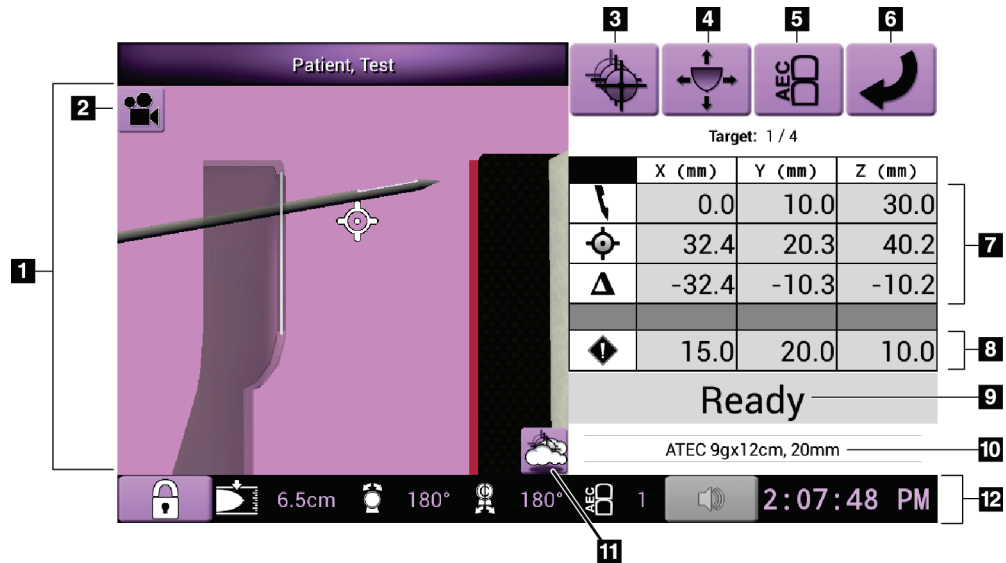 3 4 5 6
1
2
Patient, Test
AEC
Target: 1 / 4
X (mm) Y (mm) Z (mm)
0.0 10.0 30.0
32.4 20.3 40.2
Δ -32.4 -10.3 -10.2
7
! 15.0 20.0 10.0
8
Ready
9
ATEC 9gx12cm, 20mm
10
6.5cm 180° C 180° AEC 1 2:07:48 PM
12
11